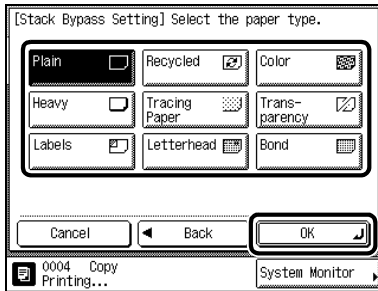 [Stack Bypass Setting] Select the paper type.
Plain
Recycled
Color
Heavy
Tracing
Paper
Trans-
parency
Labels
Letterhead
Bond
Cancel
Back
OK
0004 Copy
Printing...
System Monitor